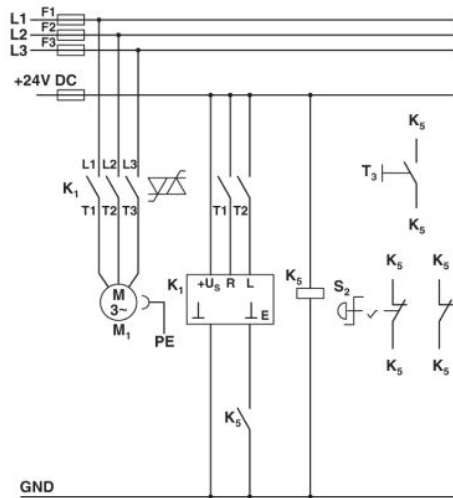 L1 F1
L2 F2
L3 F3
+24V DC
K5
L1 L2 L3
T3
K1
T1 T2 T3
T1 T2
K5
K1 +US R L
K5 S2
K5 K5
M
3~
E
M1
PE
K5 K5
K5
GND